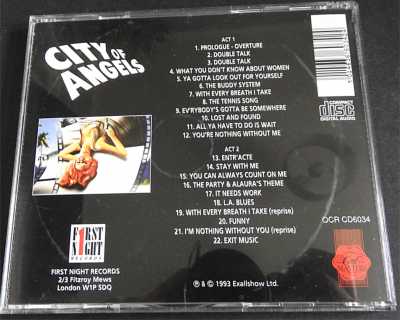 CITY OF
ANGELS
ACT 1
1. PROLOGUE - OVERTURE
2. DOUBLE TALK
3. DOUBLE TALK
4. WHAT YOU DON'T KNOW ABOUT WOMEN
5. YA GOTTA LOOK OUT FOR YOURSELF
6. THE BUDDY SYSTEM
7. WITH EVERY BREATH I TAKE
8. THE TENNIS SONG
9. EV'RYBODY'S GOTTA BE SOMEWHERE
10. LOST AND FOUND
11. ALL YA HAVE TO DO IS WAIT
12. YOU'RE NOTHING WITHOUT ME
ACT 2
13. ENTR'ACTE
14. STAY WITH ME
15. YOU CAN ALWAYS COUNT ON ME
16. THE PARTY & ALAURA'S THEME
17. IT NEEDS WORK
18. L.A. BLUES
19. WITH EVERY BREATH I TAKE (reprise)
20. FUNNY
21. I'M NOTHING WITHOUT YOU (reprise)
22. EXIT MUSIC
COMPACT
disc
DIGITAL AUDIO
OCR CD6034
FIRST
NIGHT
RECORDS
FIRST NIGHT RECORDS
2/3 Fitzroy Mews
London W1P 5DQ
℗ & © 1993 Exallshow Ltd.